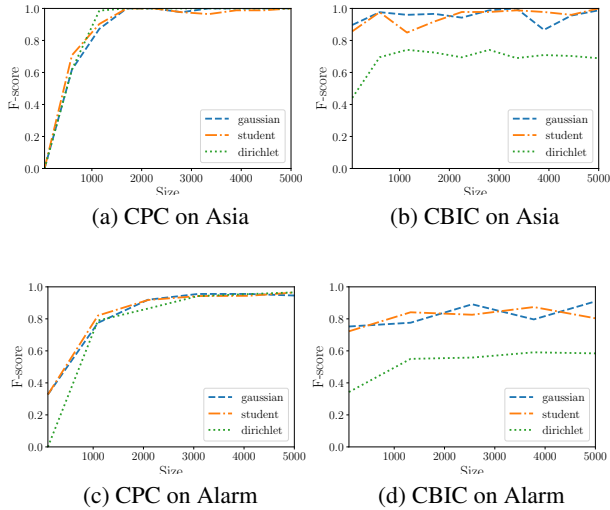 F-score
1.0
0.8
0.6
0.4
0.2
0.0
gaussian
student
dirichlet
1000 2000 3000 4000 5000
Size
(a) CPC on Asia
F-score
1.0
0.8
0.6
0.4
0.2
0.0
gaussian
student
dirichlet
1000 2000 3000 4000 5000
Size
(b) CBIC on Asia
F-score
1.0
0.8
0.6
0.4
0.2
0.0
gaussian
student
dirichlet
1000 2000 3000 4000 5000
Size
(c) CPC on Alarm
F-score
1.0
0.8
0.6
0.4
0.2
0.0
gaussian
student
dirichlet
1000 2000 3000 4000 5000
Size
(d) CBIC on Alarm